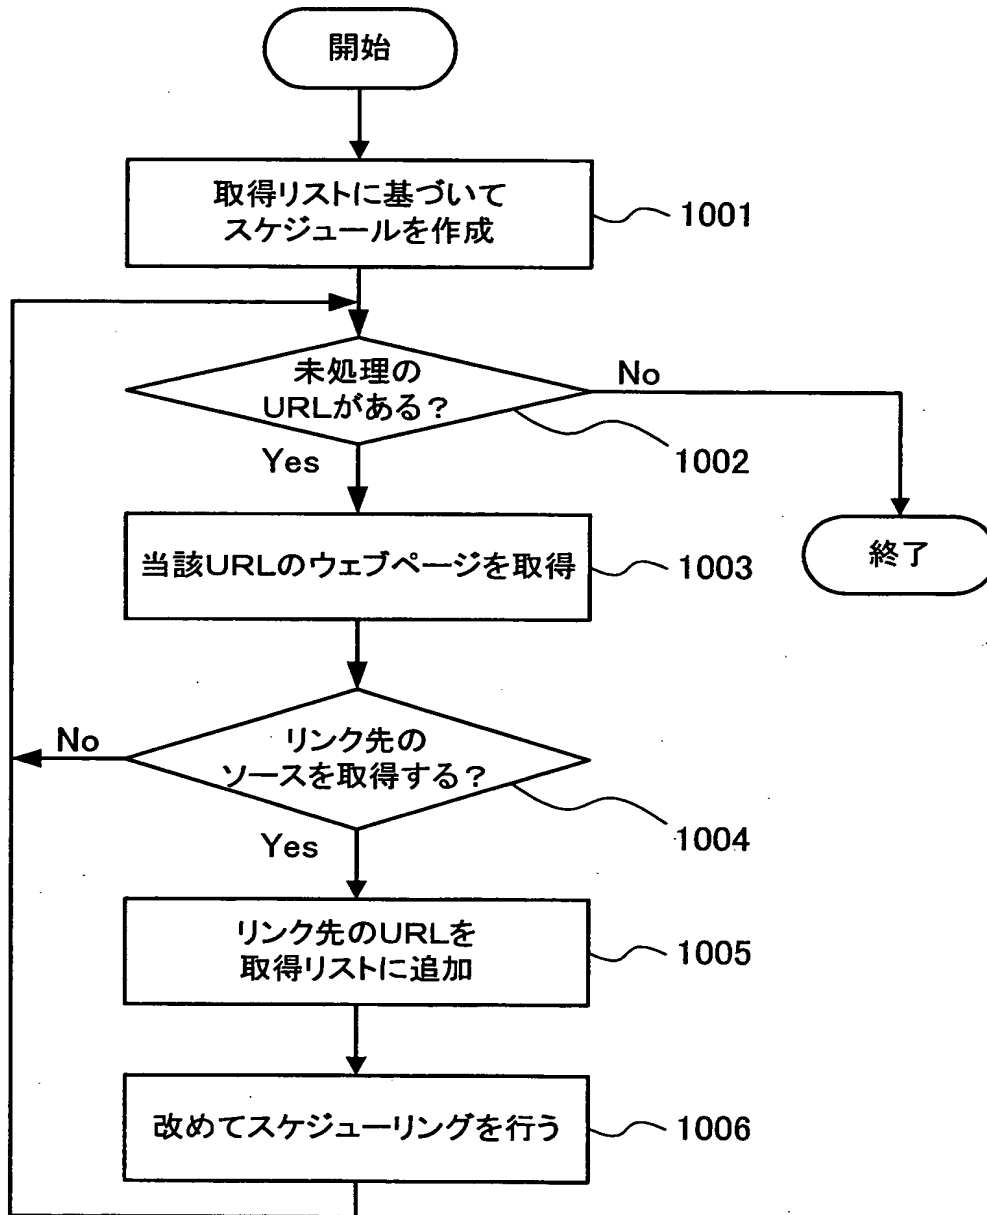 開始
取得リストに基づいて
スケジュールを作成
1001
未処理の
URLがある？
No
Yes
1002
当該URLのウェブページを取得
1003
終了
リンク先の
ソースを取得する？
No
Yes
1004
リンク先のURLを
取得リストに追加
1005
改めてスケジューリングを行う
1006